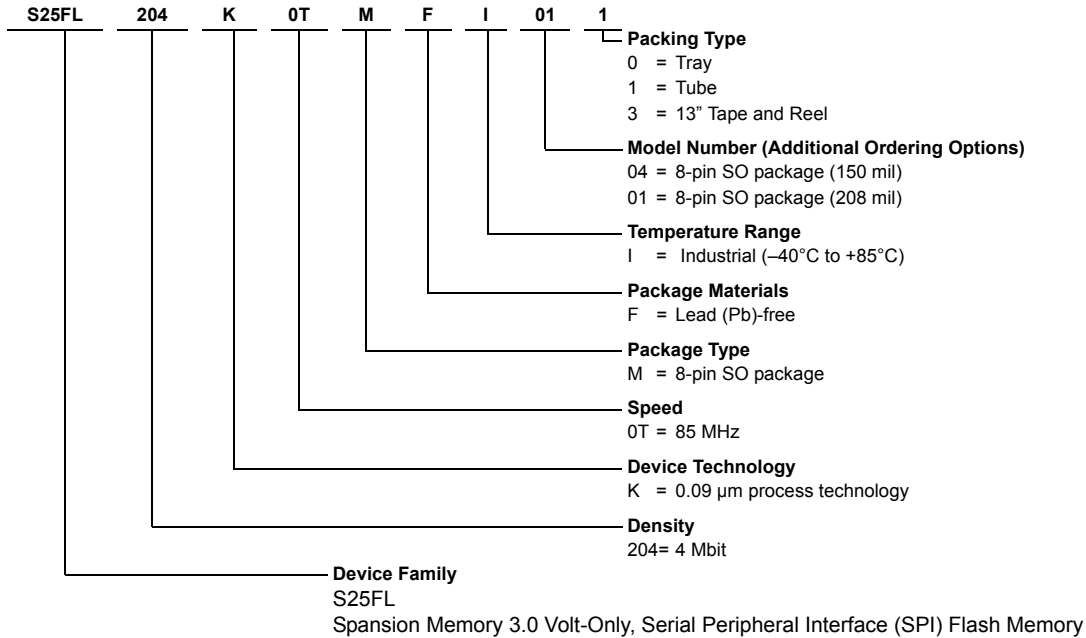 S25FL 204 K 0T M F I 01 1
Packing Type
0 = Tray
1 = Tube
3 = 13” Tape and Reel
Model Number (Additional Ordering Options)
04 = 8-pin SO package (150 mil)
01 = 8-pin SO package (208 mil)
Temperature Range
I = Industrial (–40°C to +85°C)
Package Materials
F = Lead (Pb)-free
Package Type
M = 8-pin SO package
Speed
0T = 85 MHz
Device Technology
K = 0.09 µm process technology
Density
204= 4 Mbit
Device Family
S25FL
Spansion Memory 3.0 Volt-Only, Serial Peripheral Interface (SPI) Flash Memory